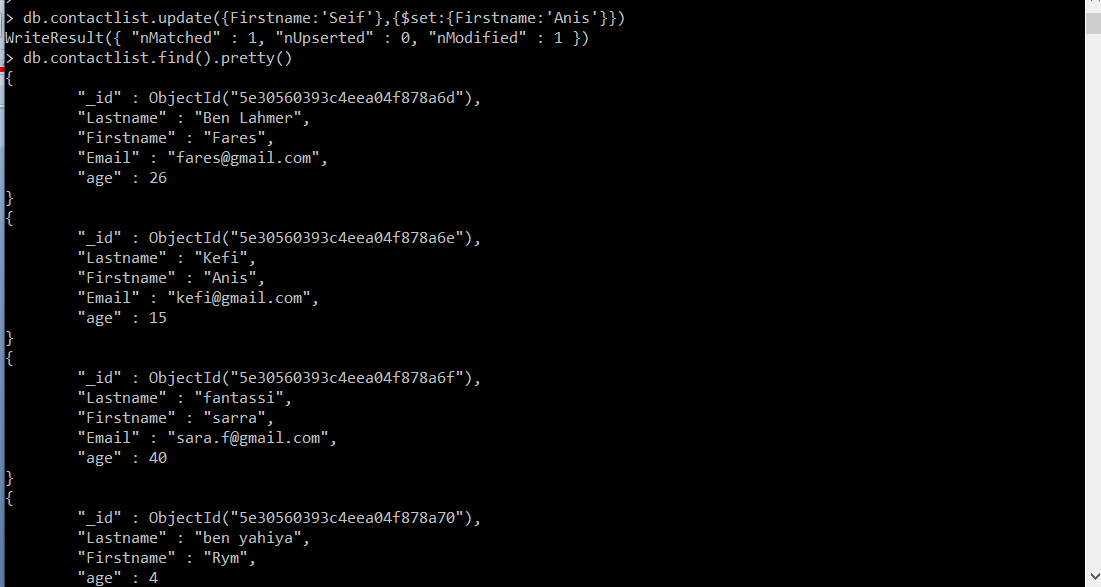 > db.contactlist.update({Firstname:'Seif'},{$set:{Firstname:'Anis'}})
WriteResult({ "nMatched" : 1, "nUpserted" : 0, "nModified" : 1 })
> db.contactlist.find().pretty()
{
        "_id" : ObjectId("5e30560393c4eea04f878a6d"),
        "Lastname" : "Ben Lahmer",
        "Firstname" : "Fares",
        "Email" : "fares@gmail.com",
        "age" : 26
}
{
        "_id" : ObjectId("5e30560393c4eea04f878a6e"),
        "Lastname" : "Kefi",
        "Firstname" : "Anis",
        "Email" : "kefi@gmail.com",
        "age" : 15
}
{
        "_id" : ObjectId("5e30560393c4eea04f878a6f"),
        "Lastname" : "fantassi",
        "Firstname" : "sarra",
        "Email" : "sara.f@gmail.com",
        "age" : 40
}
{
        "_id" : ObjectId("5e30560393c4eea04f878a70"),
        "Lastname" : "ben yahiya",
        "Firstname" : "Rym",
        "age" : 4